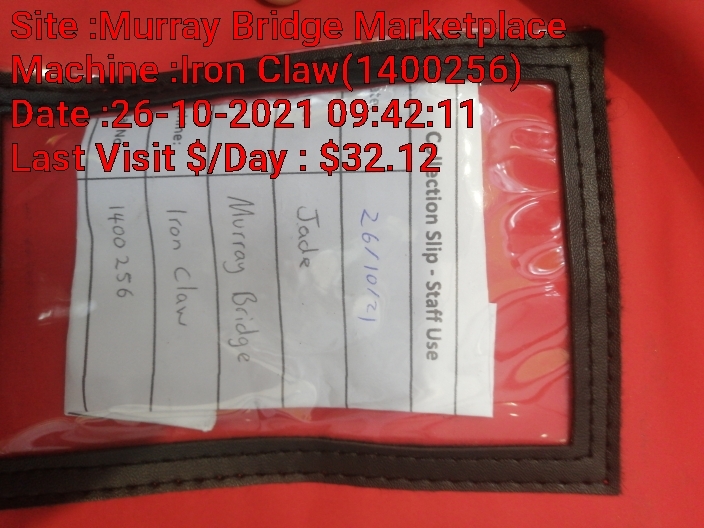 Site :Murray Bridge Marketplace
Machine :Iron Claw(1400256)
Date :26-10-2021 09:42:11
Last Visit $/Day : $32.12
Collection Slip - Staff Use
26/10/21
Jade
Murray Bridge
Iron Claw
1400256